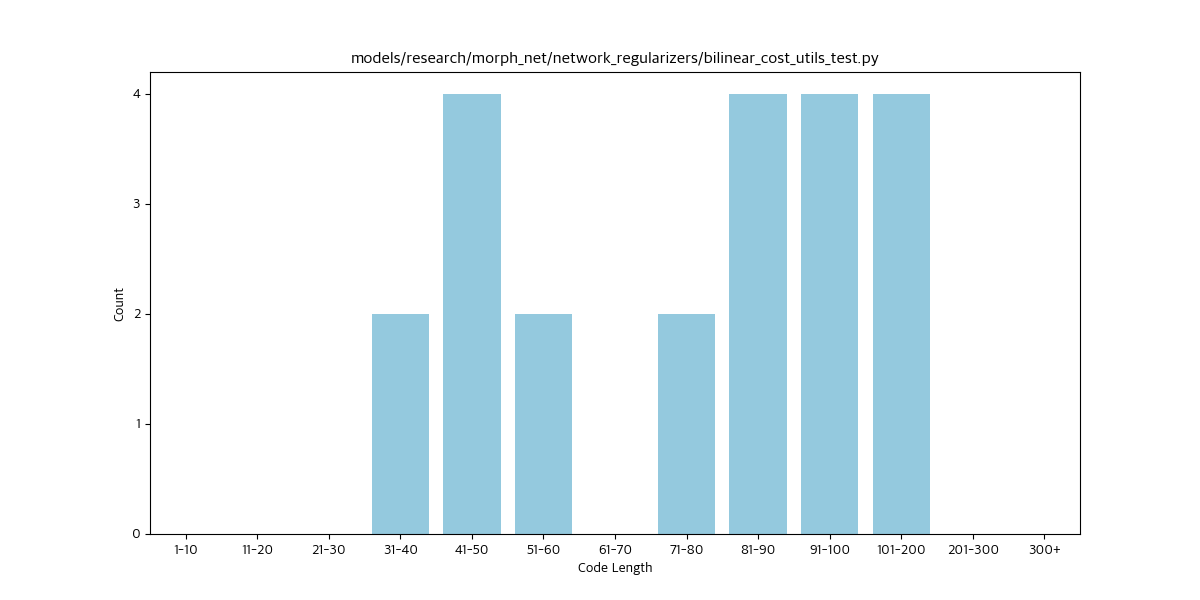 models/research/morph_net/network_regularizers/bilinear_cost_utils_test.py
4
3
2
1
0
Count
1-10 11-20 21-30 31-40 41-50 51-60 61-70 71-80 81-90 91-100 101-200 201-300 300+
Code Length